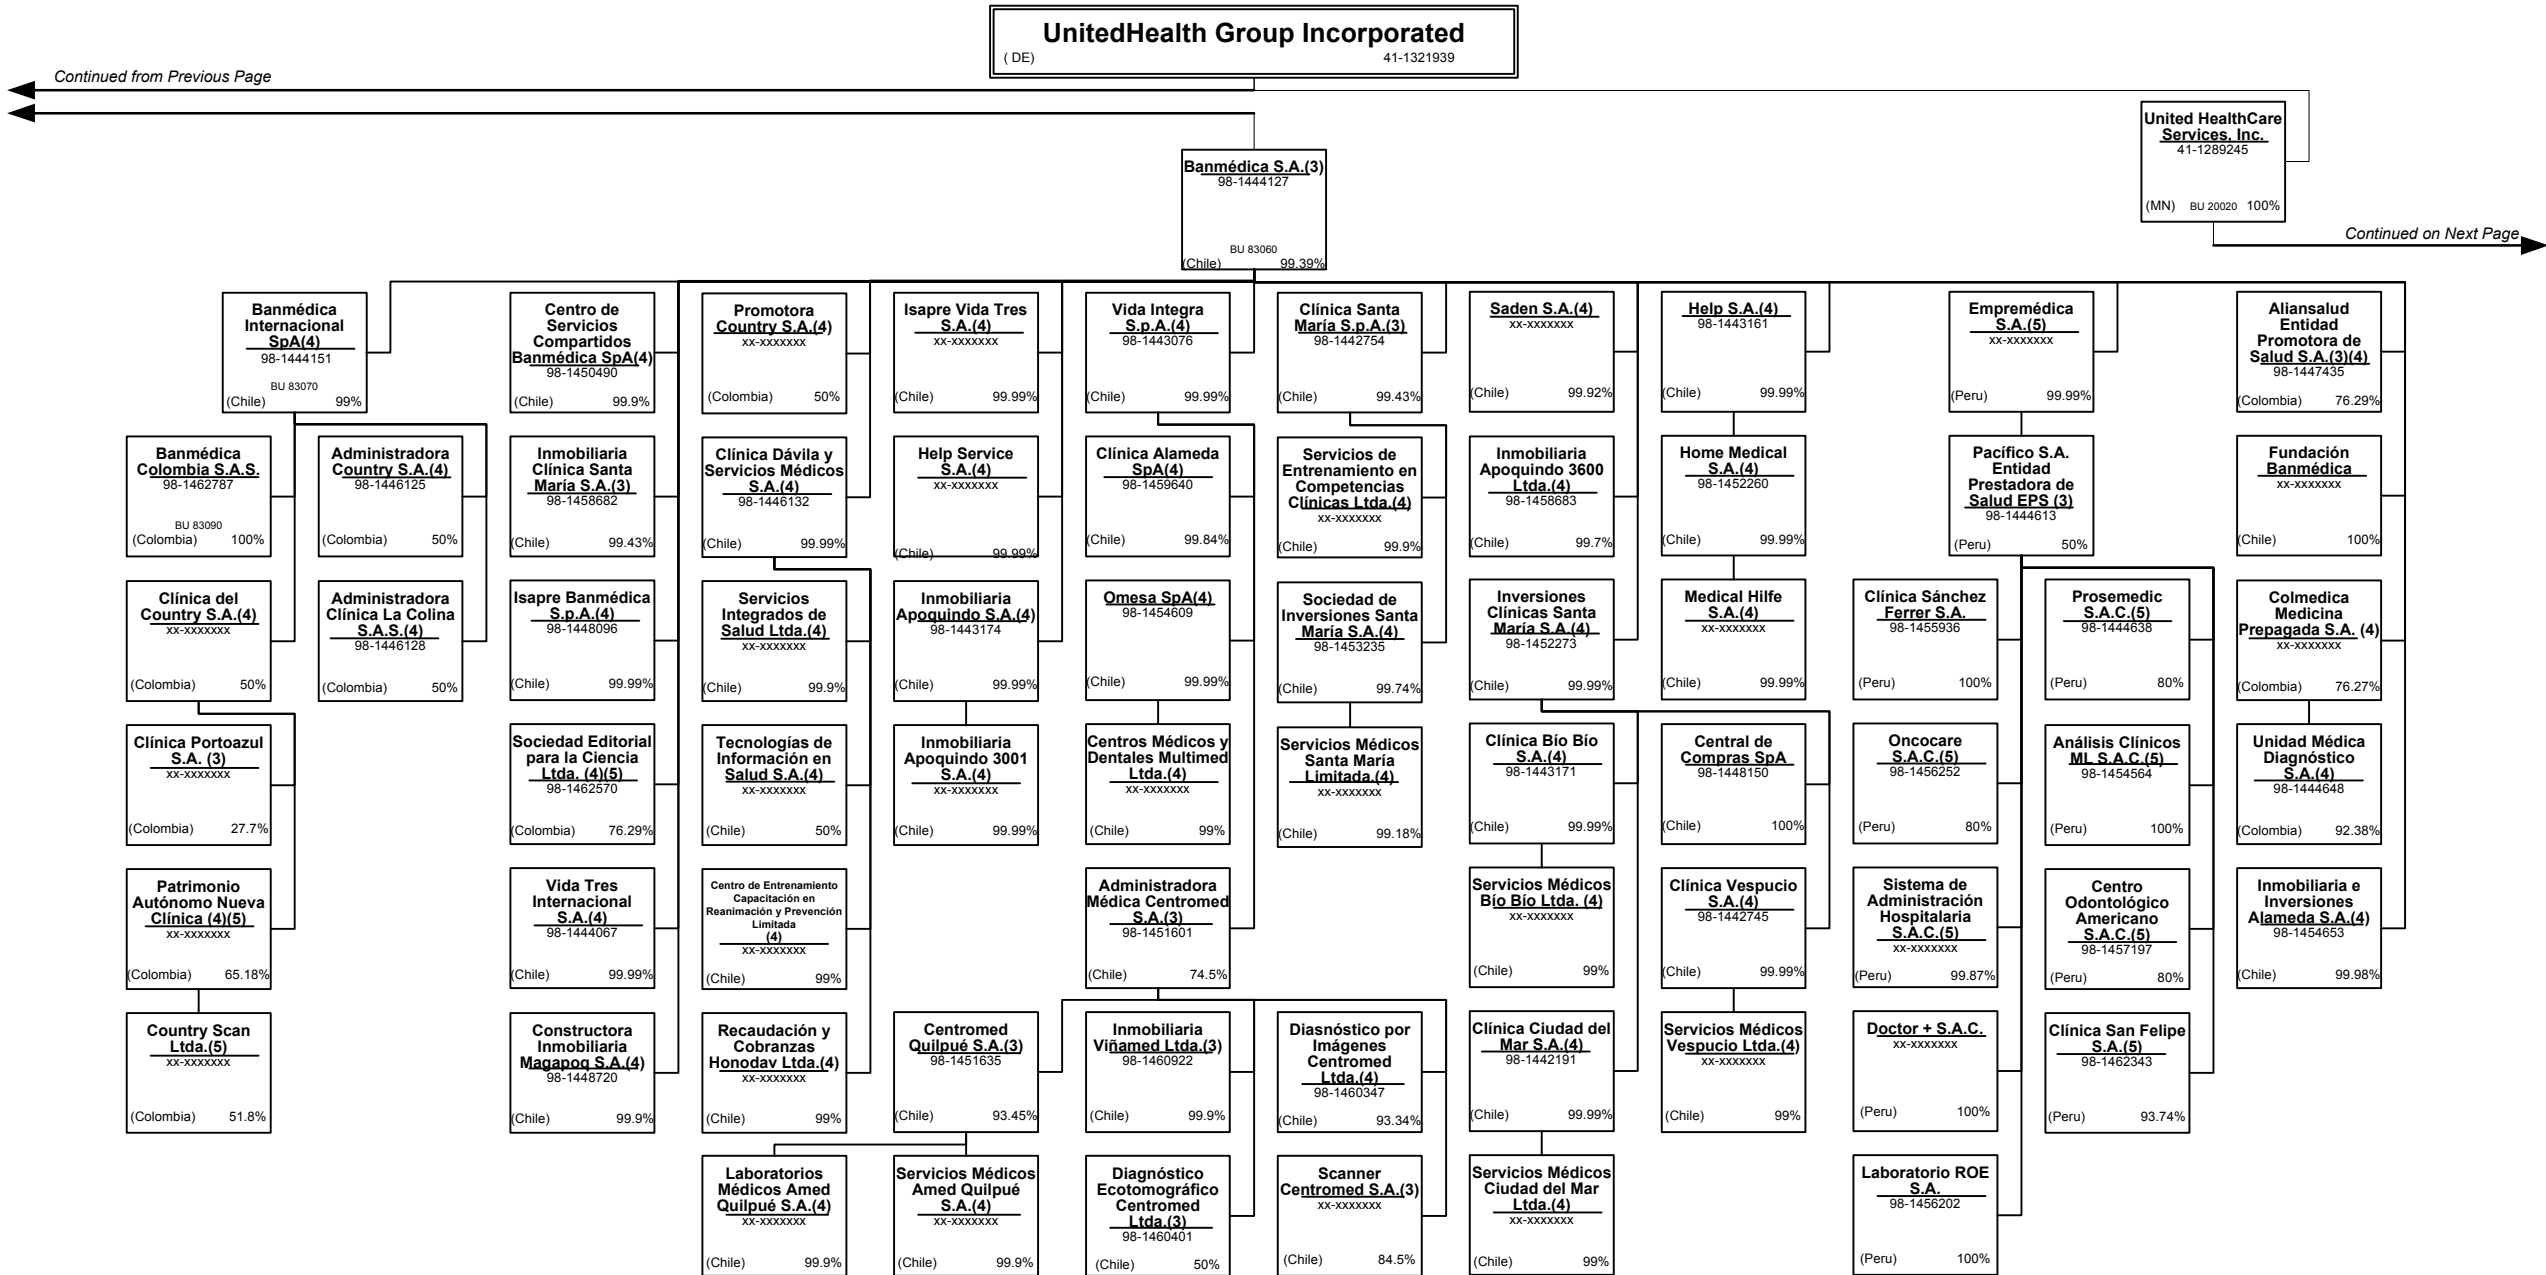 UnitedHealth Group Incorporated
( DE) 41-1321939
Continued from Previous Page
United HealthCare
Services, Inc.
41-1289245
(MN) BU 20020 100%
Continued on Next Page
Banmédica S.A.(3)
98-1444127
BU 83060
(Chile) 99.39%
Banmédica
Internacional
SpA(4)
98-1444151
BU 83070
(Chile) 99%
Centro de
Servicios
Compartidos
Banmédica SpA(4)
98-1450490
(Chile) 99.9%
Promotora
Country S.A.(4)
xx-xxxxxxx
(Colombia) 50%
Isapre Vida Tres
S.A.(4)
xx-xxxxxxx
(Chile) 99.99%
Vida Integra
S.p.A.(4)
98-1443076
(Chile) 99.99%
Clínica Santa
María S.p.A.(3)
98-1442754
(Chile) 99.43%
Saden S.A.(4)
xx-xxxxxxx
(Chile) 99.92%
Help S.A.(4)
98-1443161
(Chile) 99.99%
Empremédica
S.A.(5)
xx-xxxxxxx
(Peru) 99.99%
Aliansalud
Entidad
Promotora de
Salud S.A.(3)(4)
98-1447435
(Colombia) 76.29%
Banmédica
Colombia S.A.S.
98-1462787
BU 83090
(Colombia) 100%
Administradora
Country S.A.(4)
98-1446125
(Colombia) 50%
Inmobiliaria
Clínica Santa
María S.A.(3)
98-1458682
(Chile) 99.43%
Clínica Dávila y
Servicios Médicos
S.A.(4)
98-1446132
(Chile) 99.99%
Help Service
S.A.(4)
xx-xxxxxxx
(Chile) 99.99%
Clínica Alameda
SpA(4)
98-1459640
(Chile) 99.84%
Servicios de
Entrenamiento en
Competencias
Clínicas Ltda.(4)
xx-xxxxxxx
(Chile) 99.9%
Inmobiliaria
Apoquindo 3600
Ltda.(4)
98-1458683
(Chile) 99.7%
Home Medical
S.A.(4)
98-1452260
(Chile) 99.99%
Pacífico S.A.
Entidad
Prestadora de
Salud EPS (3)
98-1444613
(Peru) 50%
Fundación
Banmédica
xx-xxxxxxx
(Chile) 100%
Clínica del
Country S.A.(4)
xx-xxxxxxx
(Colombia) 50%
Administradora
Clínica La Colina
S.A.S.(4)
98-1446128
(Colombia) 50%
Isapre Banmédica
S.p.A.(4)
98-1448096
(Chile) 99.99%
Servicios
Integrados de
Salud Ltda.(4)
xx-xxxxxxx
(Chile) 99.9%
Inmobiliaria
Apoquindo S.A.(4)
98-1443174
(Chile) 99.99%
Omesa SpA(4)
98-1454609
(Chile) 99.99%
Sociedad de
Inversiones Santa
María S.A.(4)
98-1453235
(Chile) 99.74%
Inversiones
Clínicas Santa
María S.A.(4)
98-1452273
(Chile) 99.99%
Medical Hilfe
S.A.(4)
xx-xxxxxxx
(Chile) 99.99%
Clínica Sánchez
Ferrer S.A.
98-1455936
(Peru) 100%
Prosemedic
S.A.C.(5)
98-1444638
(Peru) 80%
Colmedica
Medicina
Prepagada S.A. (4)
xx-xxxxxxx
(Colombia) 76.27%
Clínica Portoazul
S.A. (3)
xx-xxxxxxx
(Colombia) 27.7%
Sociedad Editorial
para la Ciencia
Ltda. (4)(5)
98-1462570
(Colombia) 76.29%
Tecnologías de
Información en
Salud S.A.(4)
xx-xxxxxxx
(Chile) 50%
Inmobiliaria
Apoquindo 3001
S.A.(4)
xx-xxxxxxx
(Chile) 99.99%
Centros Médicos y
Dentales Multimed
Ltda.(4)
xx-xxxxxxx
(Chile) 99%
Servicios Médicos
Santa María
Limitada.(4)
xx-xxxxxxx
(Chile) 99.18%
Clínica Bío Bío
S.A.(4)
98-1443171
(Chile) 99.99%
Central de
Compras SpA
98-1448150
(Chile) 100%
Oncocare
S.A.C.(5)
98-1456252
(Peru) 80%
Análisis Clínicos
ML S.A.C.(5)
98-1454564
(Peru) 100%
Unidad Médica
Diagnóstico
S.A.(4)
98-1444648
(Colombia) 92.38%
Patrimonio
Autónomo Nueva
Clínica (4)(5)
xx-xxxxxxx
(Colombia) 65.18%
Vida Tres
Internacional
S.A.(4)
98-1444067
(Chile) 99.99%
Centro de Entrenamiento
Capacitación en
Reanimación y Prevención
Limitada
(4)
xx-xxxxxxx
(Chile) 99%
Administradora
Médica Centromed
S.A.(3)
98-1451601
(Chile) 74.5%
Servicios Médicos
Bío Bío Ltda. (4)
xx-xxxxxxx
(Chile) 99%
Clínica Vespucio
S.A.(4)
98-1442745
(Chile) 99.99%
Sistema de
Administración
Hospitalaria
S.A.C.(5)
xx-xxxxxxx
(Peru) 99.87%
Centro
Odontológico
Americano
S.A.C.(5)
98-1457197
(Peru) 80%
Inmobiliaria e
Inversiones
Alameda S.A.(4)
98-1454653
(Chile) 99.98%
Country Scan
Ltda.(5)
xx-xxxxxxx
(Colombia) 51.8%
Constructora
Inmobiliaria
Magapoq S.A.(4)
98-1448720
(Chile) 99.9%
Recaudación y
Cobranzas
Honodav Ltda.(4)
xx-xxxxxxx
(Chile) 99%
Centromed
Quilpué S.A.(3)
98-1451635
(Chile) 93.45%
Inmobiliaria
Viñamed Ltda.(3)
98-1460922
(Chile) 99.9%
Diasnóstico por
Imágenes
Centromed
Ltda.(4)
98-1460347
(Chile) 93.34%
Clínica Ciudad del
Mar S.A.(4)
98-1442191
(Chile) 99.99%
Servicios Médicos
Vespucio Ltda.(4)
xx-xxxxxxx
(Chile) 99%
Doctor + S.A.C.
xx-xxxxxxx
(Peru) 100%
Clínica San Felipe
S.A.(5)
98-1462343
(Peru) 93.74%
Laboratorios
Médicos Amed
Quilpué S.A.(4)
xx-xxxxxxx
(Chile) 99.9%
Servicios Médicos
Amed Quilpué
S.A.(4)
xx-xxxxxxx
(Chile) 99.9%
Diagnóstico
Ecotomográfico
Centromed
Ltda.(3)
98-1460401
(Chile) 50%
Scanner
Centromed S.A.(3)
xx-xxxxxxx
(Chile) 84.5%
Servicios Médicos
Ciudad del Mar
Ltda.(4)
xx-xxxxxxx
(Chile) 99%
Laboratorio ROE
S.A.
98-1456202
(Peru) 100%